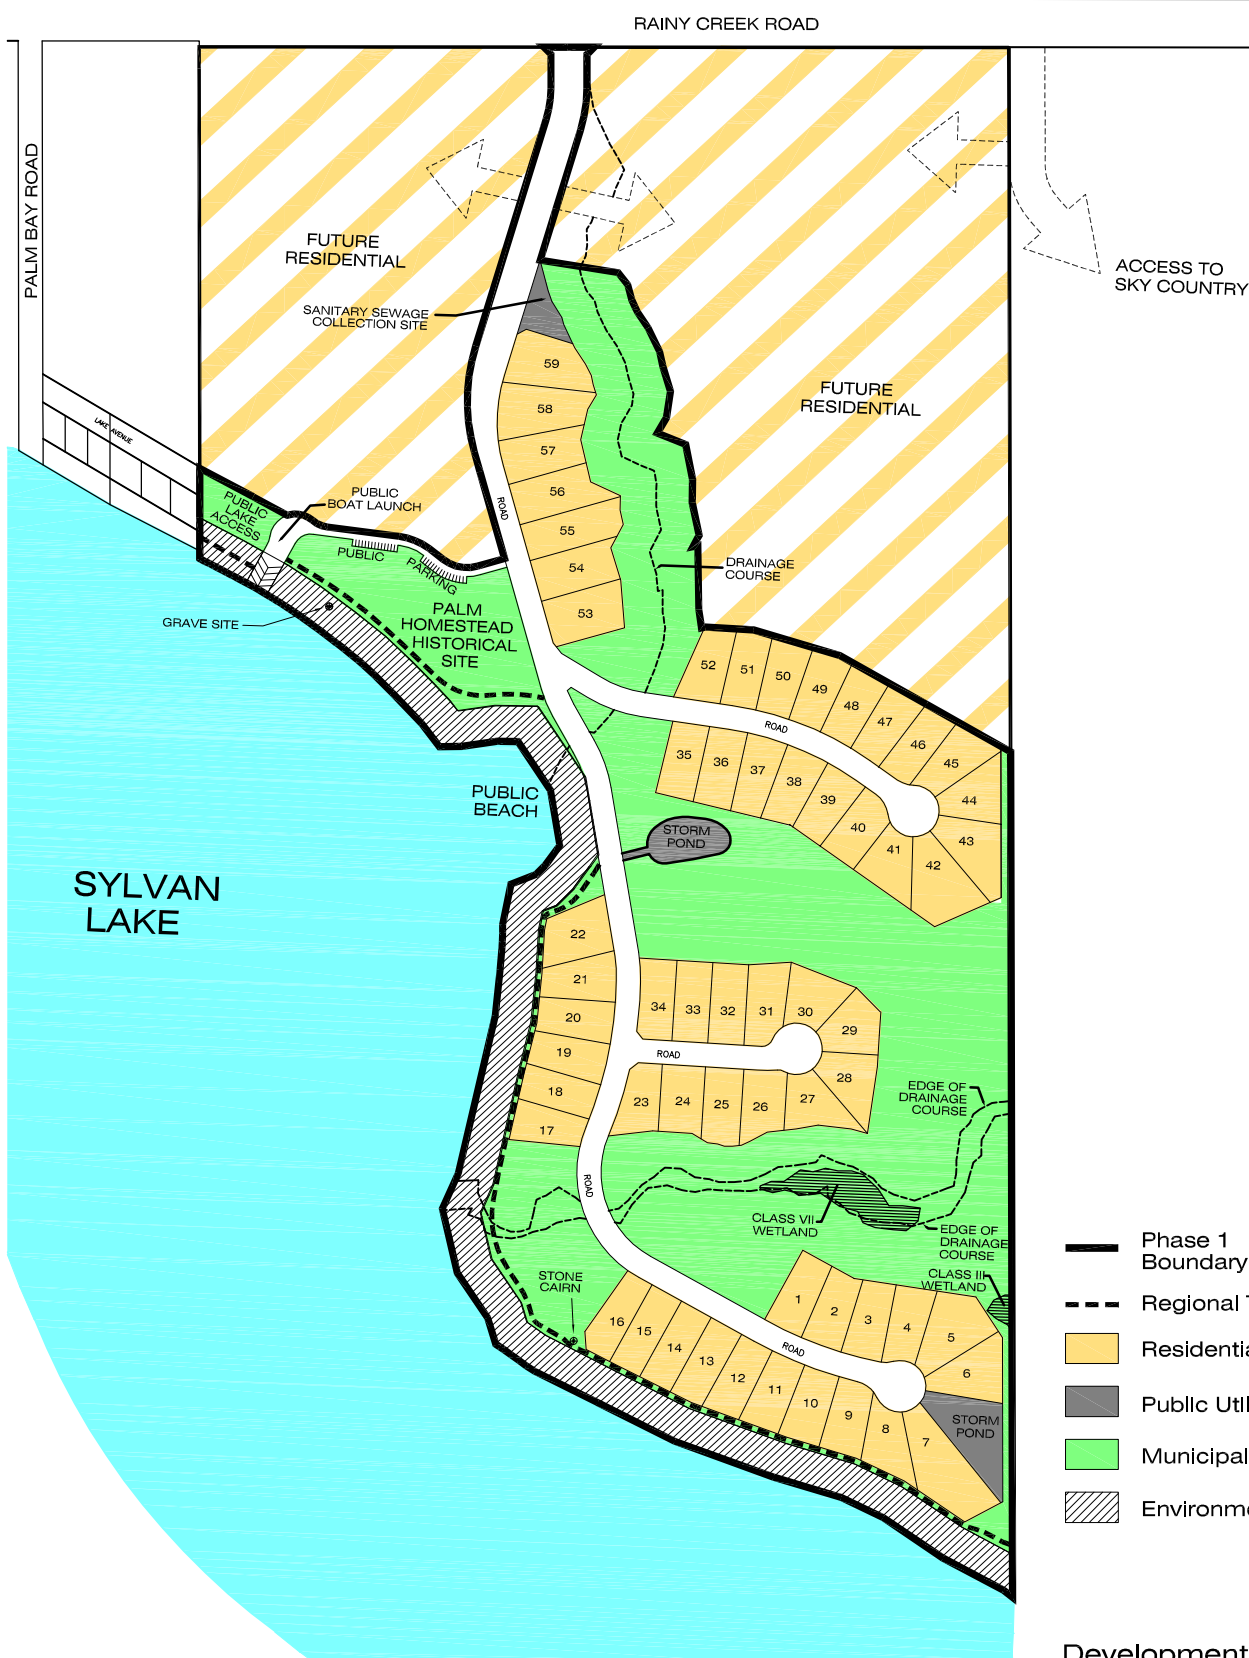 RAINY CREEK ROAD
PALM BAY ROAD
FUTURE
RESIDENTIAL
ACCESS TO
SKY COUNTRY
SANITARY SEWAGE
COLLECTION SITE
59
58
57
56
55
54
53
FUTURE
RESIDENTIAL
LAKE AVENUE
PUBLIC
LAKE
ACCESS
PUBLIC
BOAT LAUNCH
PUBLIC
PARKING
ROAD
DRAINAGE
COURSE
GRAVE SITE
PALM
HOMESTEAD
HISTORICAL
SITE
52
51
50
49
48
47
46
45
44
43
42
41
40
39
38
37
36
35
ROAD
PUBLIC
BEACH
STORM
POND
SYLVAN
LAKE
22
21
20
19
18
17
34
33
32
31
30
29
28
27
26
25
24
23
ROAD
EDGE OF
DRAINAGE
COURSE
ROAD
CLASS VII
WETLAND
EDGE OF
DRAINAGE
COURSE
CLASS III
WETLAND
STONE
CAIRN
16
15
14
13
12
11
10
9
8
7
1
2
3
4
5
6
ROAD
STORM
POND
Phase 1
Boundary
Regional
Residentia
Public Util
Municipal
Environme
Development